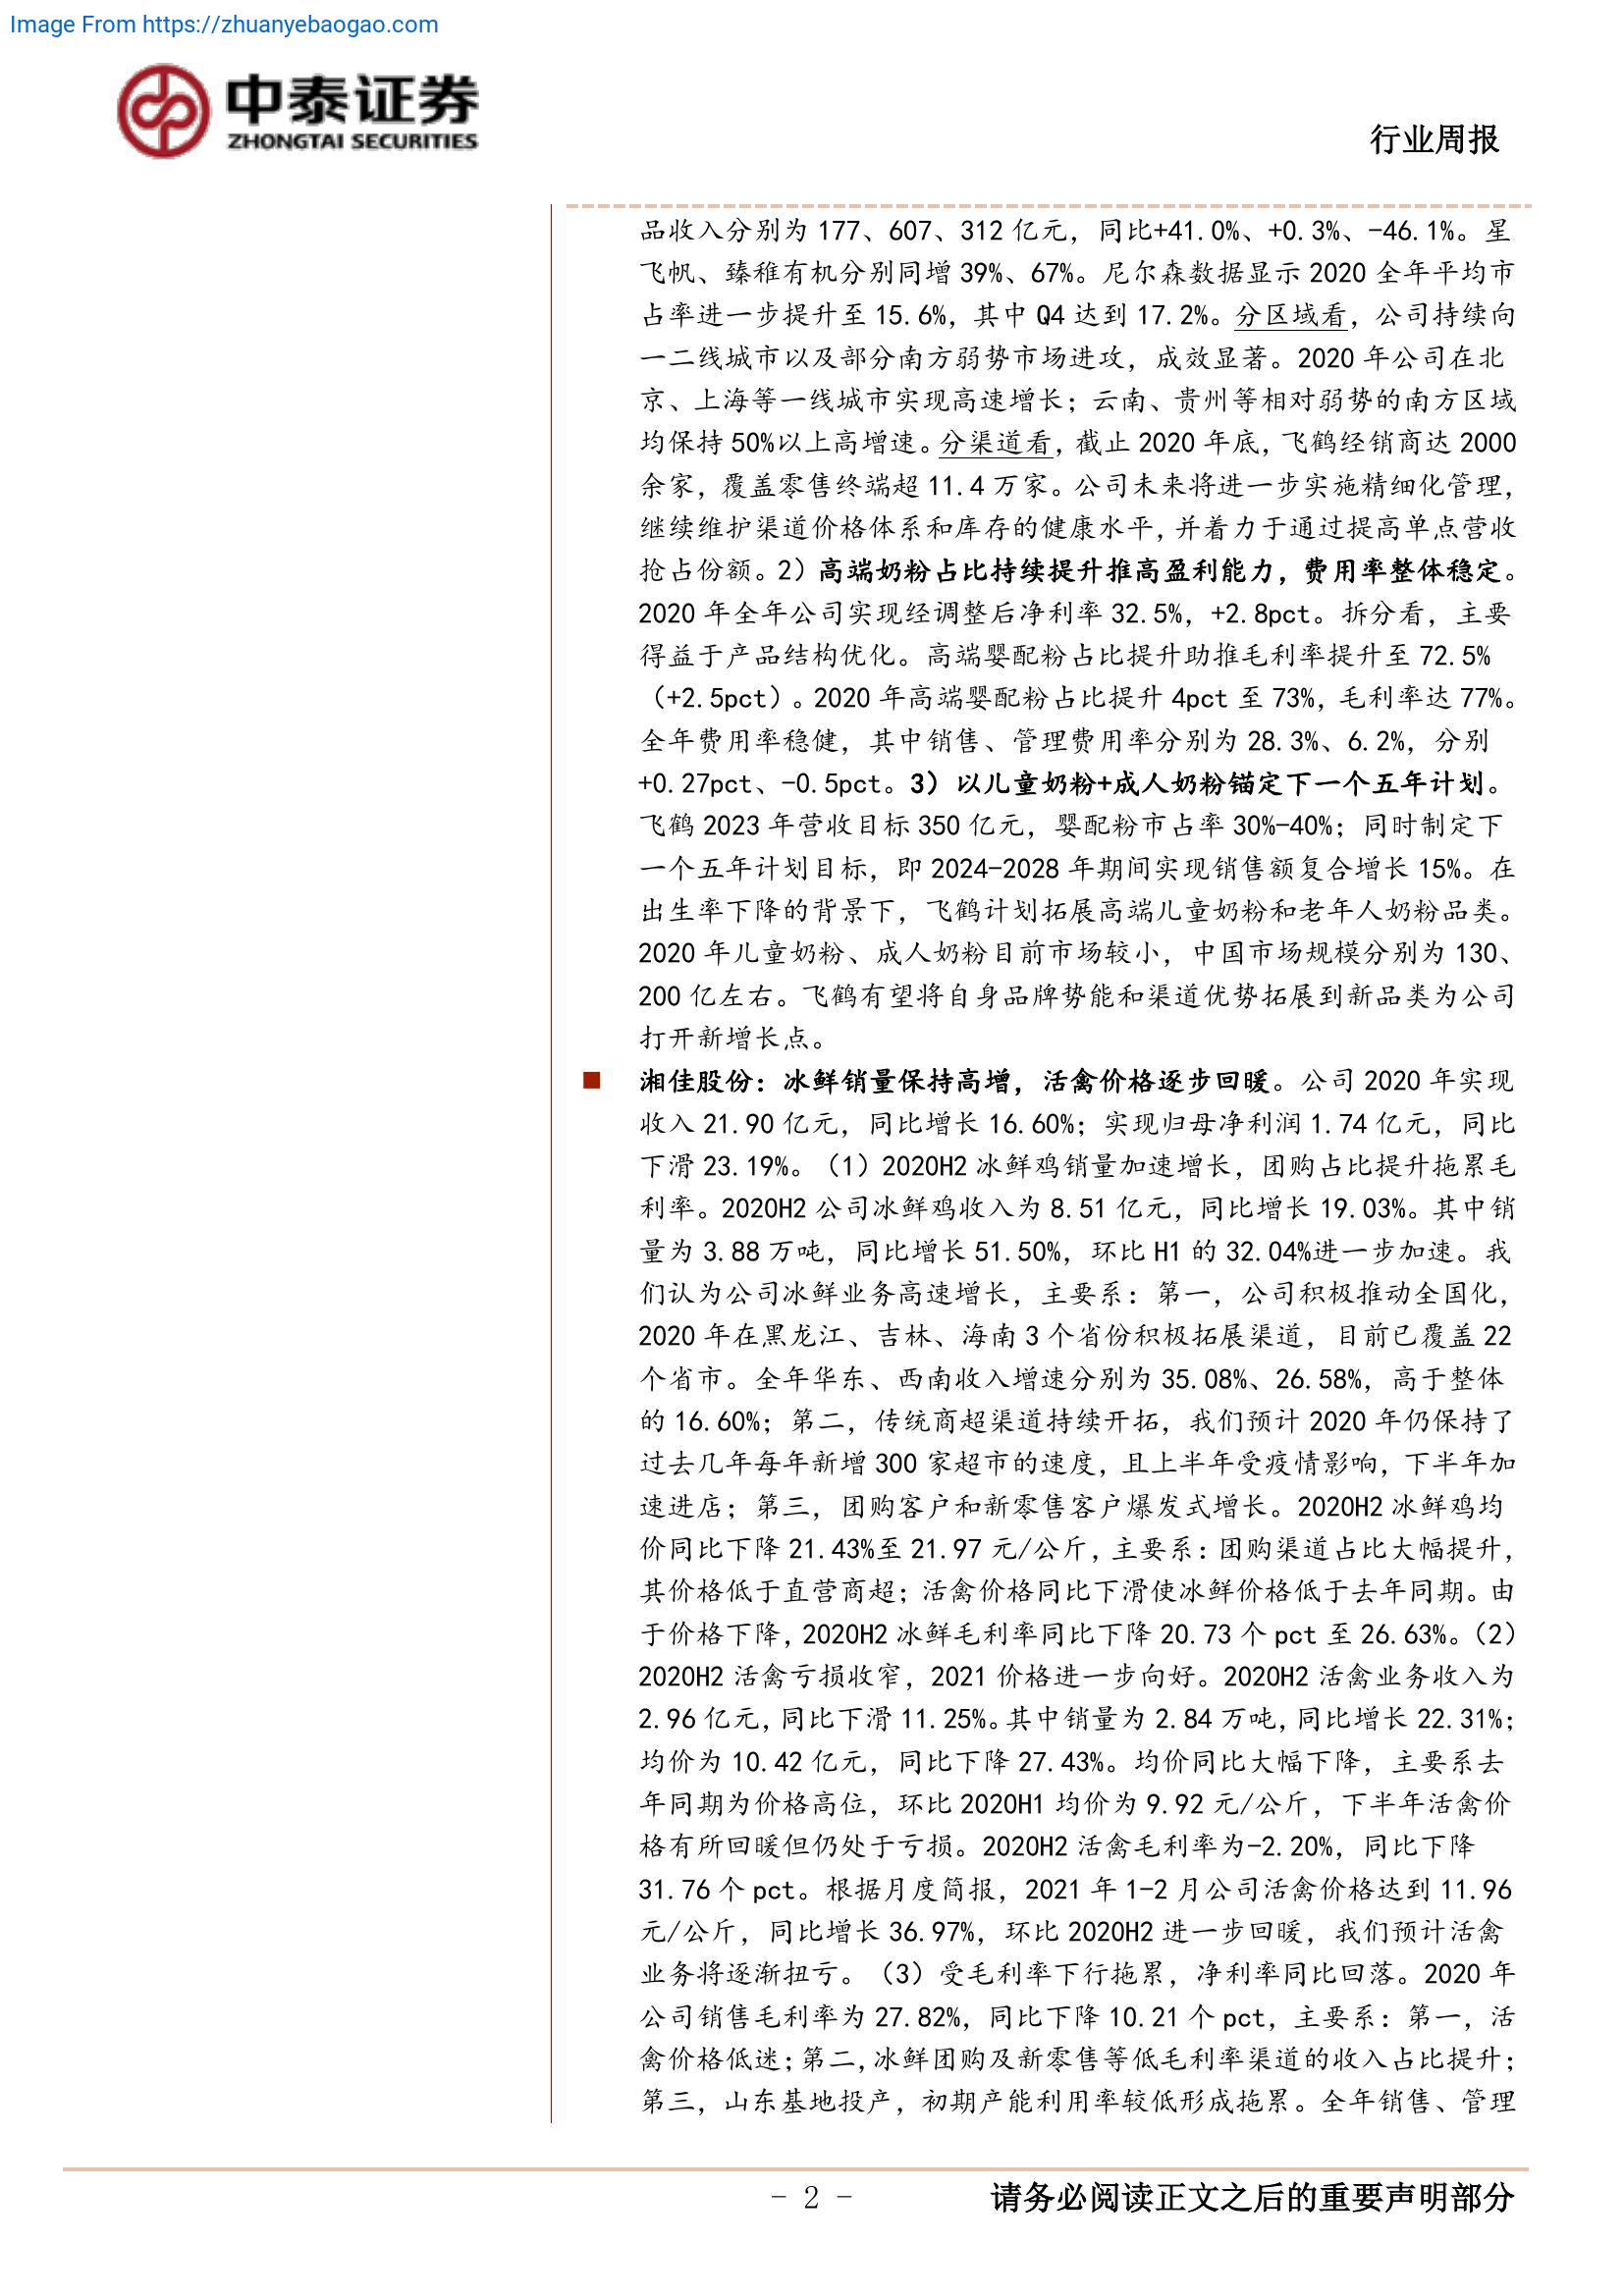 Image From https://zhuanyebaogao.com
中泰证券
ZHONGTAI SECURITIES
行业周报
品收入分别为 177、607、312 亿元，同比+41.0%、+0.3%、-46.1%。星
飞帆、臻稚有机分别同增 39%、67%。尼尔森数据显示 2020 全年平均市
占率进一步提升至 15.6%，其中 Q4 达到 17.2%。分区域看，公司持续向
一二线城市以及部分南方弱势市场进攻，成效显著。2020 年公司在北
京、上海等一线城市实现高速增长；云南、贵州等相对弱势的南方区域
均保持 50%以上高增速。分渠道看，截止 2020 年底，飞鹤经销商达 2000
余家，覆盖零售终端超 11.4 万家。公司未来将进一步实施精细化管理，
继续维护渠道价格体系和库存的健康水平，并着力于通过提高单点营收
抢占份额。2）高端奶粉占比持续提升推高盈利能力，费用率整体稳定。
2020 年全年公司实现经调整后净利率 32.5%，+2.8pct。拆分看，主要
得益于产品结构优化。高端婴配粉占比提升助推毛利率提升至 72.5%
（+2.5pct）。2020 年高端婴配粉占比提升 4pct 至 73%，毛利率达 77%。
全年费用率稳健，其中销售、管理费用率分别为 28.3%、6.2%，分别
+0.27pct、-0.5pct。3）以儿童奶粉+成人奶粉锚定下一个五年计划。
飞鹤 2023 年营收目标 350 亿元，婴配粉市占率 30%-40%；同时制定下
一个五年计划目标，即 2024-2028 年期间实现销售额复合增长 15%。在
出生率下降的背景下，飞鹤计划拓展高端儿童奶粉和老年人奶粉品类。
2020 年儿童奶粉、成人奶粉目前市场较小，中国市场规模分别为 130、
200 亿左右。飞鹤有望将自身品牌势能和渠道优势拓展到新品类为公司
打开新增长点。
湘佳股份：冰鲜销量保持高增，活禽价格逐步回暖。公司 2020 年实现
收入 21.90 亿元，同比增长 16.60%；实现归母净利润 1.74 亿元，同比
下滑 23.19%。（1）2020H2 冰鲜鸡销量加速增长，团购占比提升拖累毛
利率。2020H2 公司冰鲜鸡收入为 8.51 亿元，同比增长 19.03%。其中销
量为 3.88 万吨，同比增长 51.50%，环比 H1 的 32.04%进一步加速。我
们认为公司冰鲜业务高速增长，主要系：第一，公司积极推动全国化，
2020 年在黑龙江、吉林、海南 3 个省份积极拓展渠道，目前已覆盖 22
个省市。全年华东、西南收入增速分别为 35.08%、26.58%，高于整体
的 16.60%；第二，传统商超渠道持续开拓，我们预计 2020 年仍保持了
过去几年每年新增 300 家超市的速度，且上半年受疫情影响，下半年加
速进店；第三，团购客户和新零售客户爆发式增长。2020H2 冰鲜鸡均
价同比下降 21.43%至 21.97 元/公斤，主要系：团购渠道占比大幅提升，
其价格低于直营商超；活禽价格同比下滑使冰鲜价格低于去年同期。由
于价格下降，2020H2 冰鲜毛利率同比下降 20.73 个 pct 至 26.63%。（2）
2020H2 活禽亏损收窄，2021 价格进一步向好。2020H2 活禽业务收入为
2.96 亿元，同比下滑 11.25%。其中销量为 2.84 万吨，同比增长 22.31%；
均价为 10.42 亿元，同比下降 27.43%。均价同比大幅下降，主要系去
年同期为价格高位，环比 2020H1 均价为 9.92 元/公斤，下半年活禽价
格有所回暖但仍处于亏损。2020H2 活禽毛利率为-2.20%，同比下降
31.76 个 pct。根据月度简报，2021 年 1-2 月公司活禽价格达到 11.96
元/公斤，同比增长 36.97%，环比 2020H2 进一步回暖，我们预计活禽
业务将逐渐扭亏。（3）受毛利率下行拖累，净利率同比回落。2020 年
公司销售毛利率为 27.82%，同比下降 10.21 个 pct，主要系：第一，活
禽价格低迷；第二，冰鲜团购及新零售等低毛利率渠道的收入占比提升；
第三，山东基地投产，初期产能利用率较低形成拖累。全年销售、管理
- 2 -
请务必阅读正文之后的重要声明部分